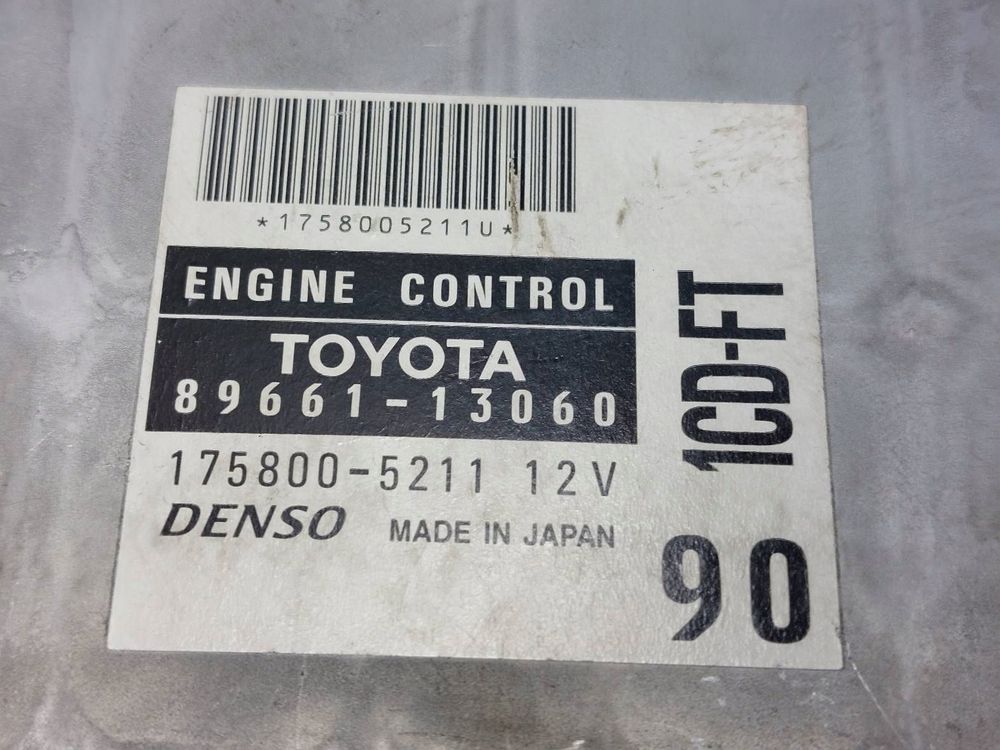 *1758005211U*
ENGINE CONTROL
TOYOTA
89661-13060
175800-5211 12V
DENSO MADE IN JAPAN
1CD-FT
90